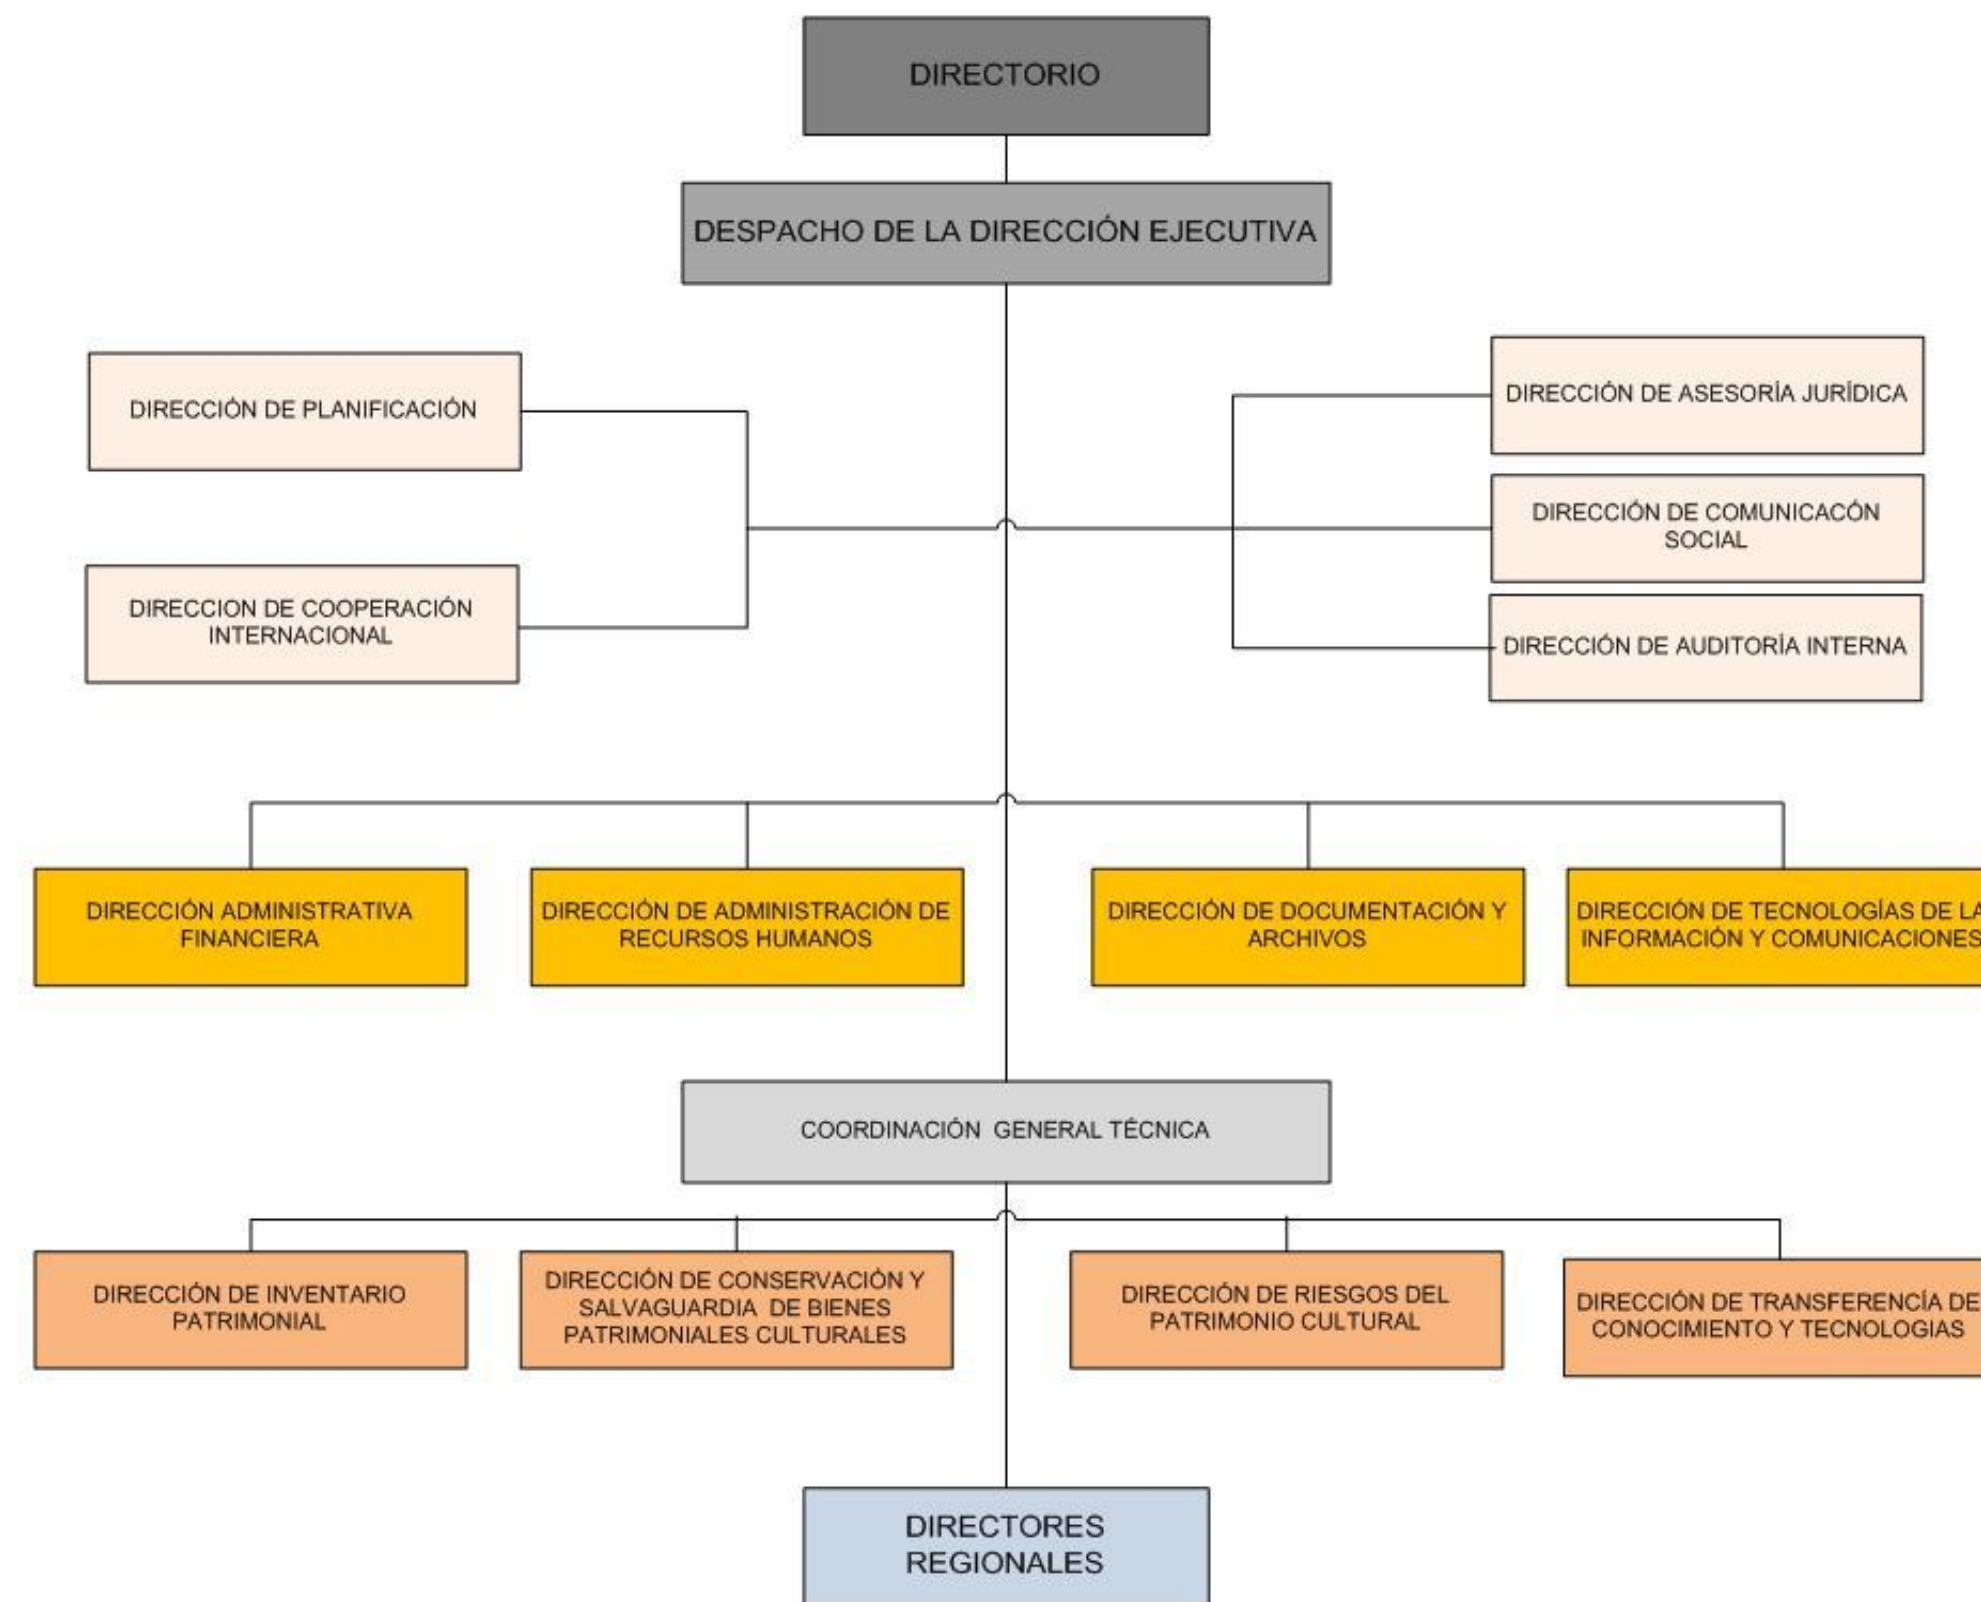 DIRECTORIO
DESPACHO DE LA DIRECCIÓN EJECUTIVA
DIRECCIÓN DE PLANIFICACIÓN
DIRECCIÓN DE ASESORÍA JURÍDICA
DIRECCIÓN DE COMUNICACÓN
SOCIAL
DIRECCION DE COOPERACIÓN
INTERNACIONAL
DIRECCIÓN DE AUDITORÍA INTERNA
DIRECCIÓN ADMINISTRATIVA
FINANCIERA
DIRECCIÓN DE ADMINISTRACIÓN DE
RECURSOS HUMANOS
DIRECCIÓN DE DOCUMENTACIÓN Y
ARCHIVOS
DIRECCIÓN DE TECNOLOGÍAS DE LA
INFORMACIÓN Y COMUNICACIONES
COORDINACIÓN GENERAL TÉCNICA
DIRECCIÓN DE INVENTARIO
PATRIMONIAL
DIRECCIÓN DE CONSERVACIÓN Y
SALVAGUARDIA DE BIENES
PATRIMONIALES CULTURALES
DIRECCIÓN DE RIESGOS DEL
PATRIMONIO CULTURAL
DIRECCIÓN DE TRANSFERENCÍA DE
CONOCIMIENTO Y TECNOLOGIAS
DIRECTORES
REGIONALES